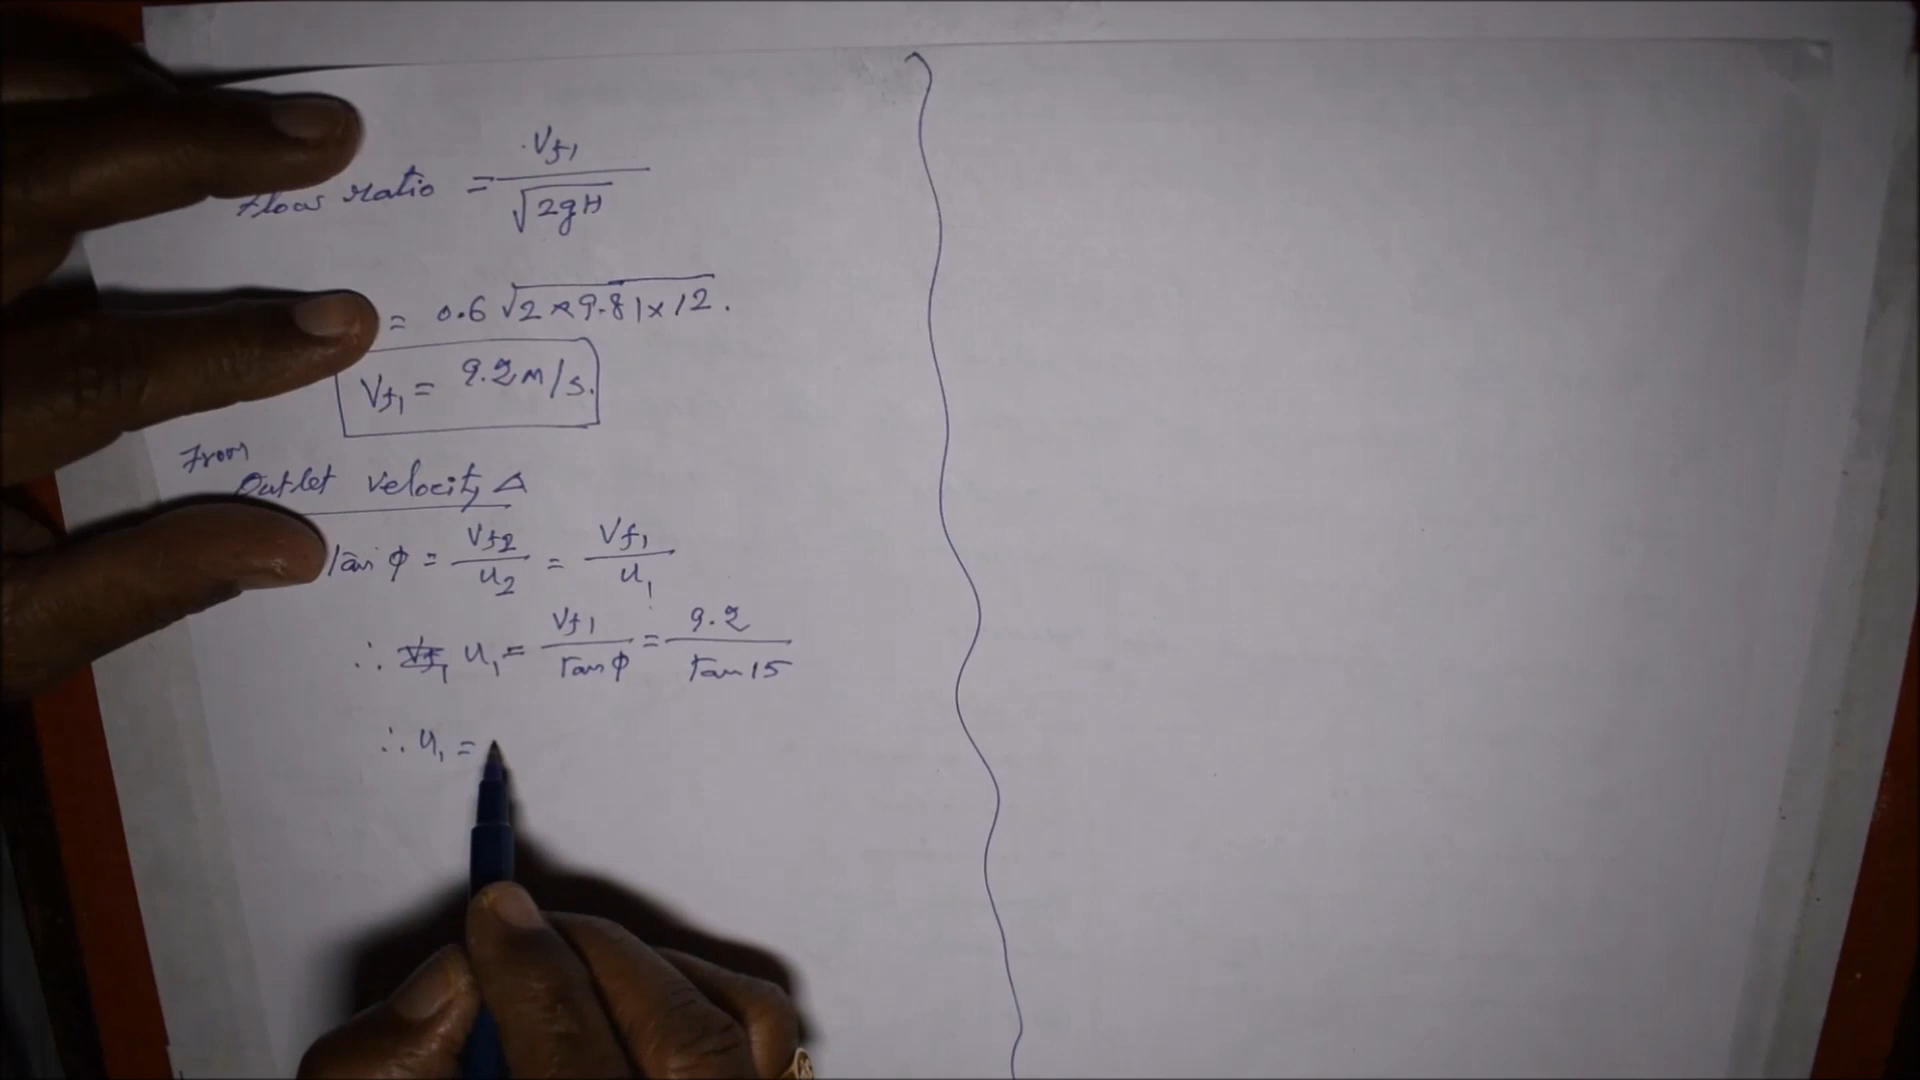 Flow ratio = Vf1 / √2gH
= 0.6 √2×9.81×12.
Vf1 = 9.2 m/s.
From
Outlet velocity Δ
tan ϕ = Vf2 / u2 = Vf1 / u1
∴ u1 = Vf1 / tan ϕ = 9.2 / tan 15
∴ u1 =